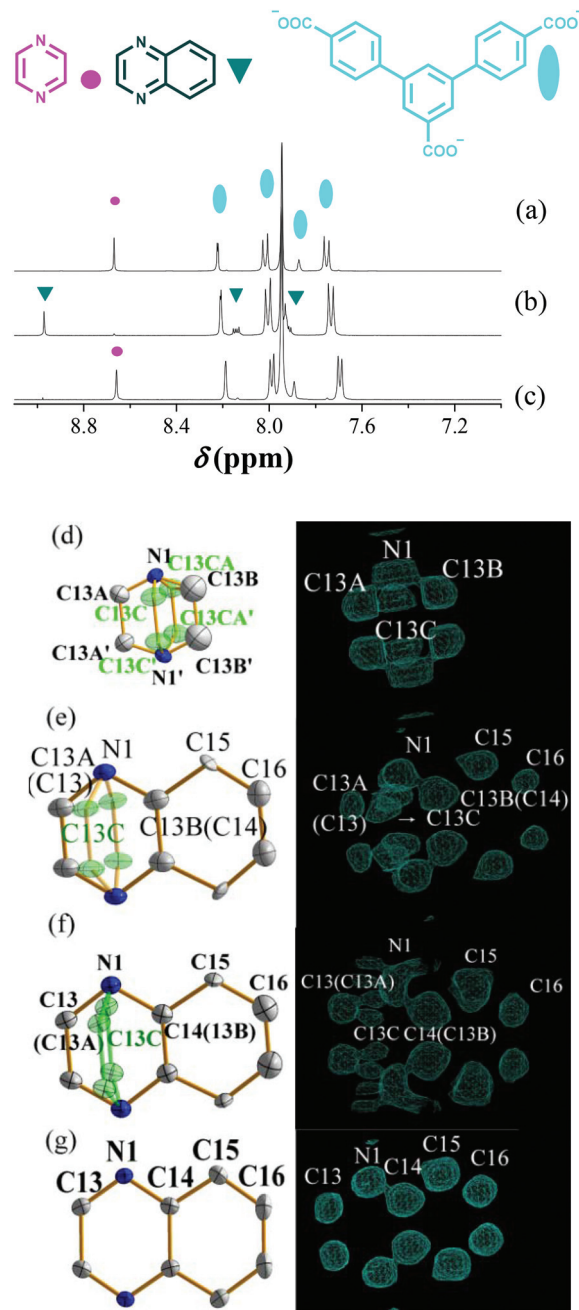 ⁻OOC
COO⁻
N
N
N
N
COO⁻
(a)
(b)
(c)
8.8
8.4
8.0
7.6
7.2
δ (ppm)
(d)
N1
C13CA
C13A
C13B
C13C
C13CA'
C13A'
C13C'
N1'
C13B'
N1
C13A
C13B
C13C
(e)
C13A
(C13)
N1
C15
C16
C13C
C13B(C14)
N1
C15
C16
C13A
(C13)
C13B(C14)
→ C13C
(f)
N1
C15
C13
C16
(C13A)
C13C
C14(13B)
N1
C15
C13(C13A)
C16
C13C
C14(C13B)
(g)
N1
C15
C13
C14
C16
N1
C15
C13
C14
C16